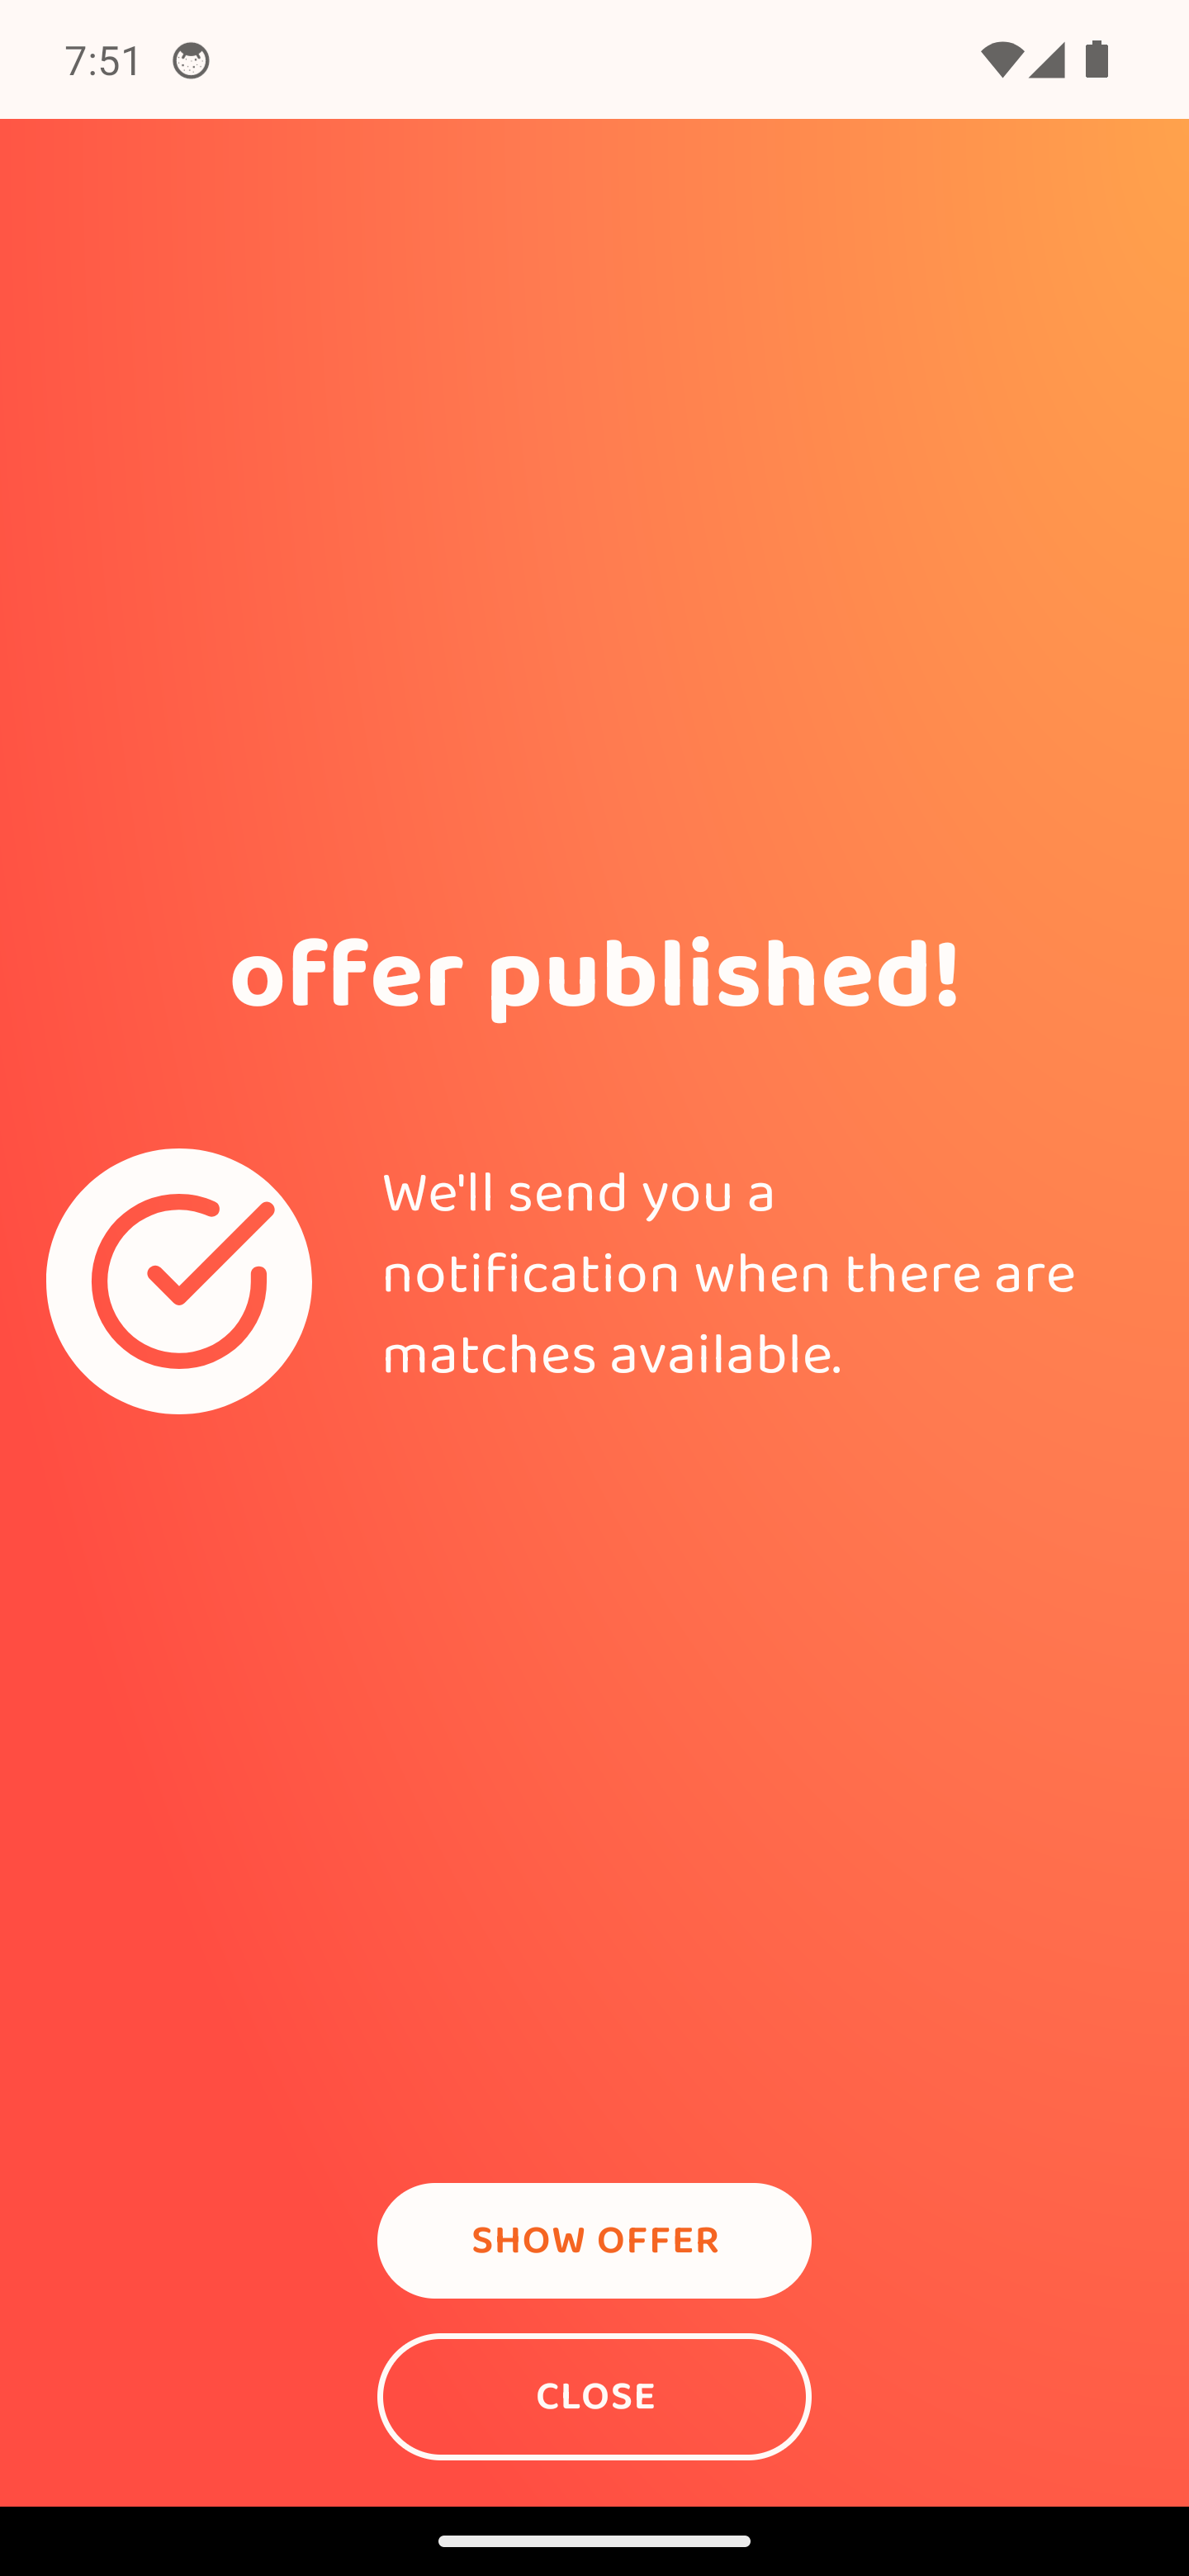 7:51
offer published!
We'll send you a
notification when there are
matches available.
SHOW OFFER
CLOSE